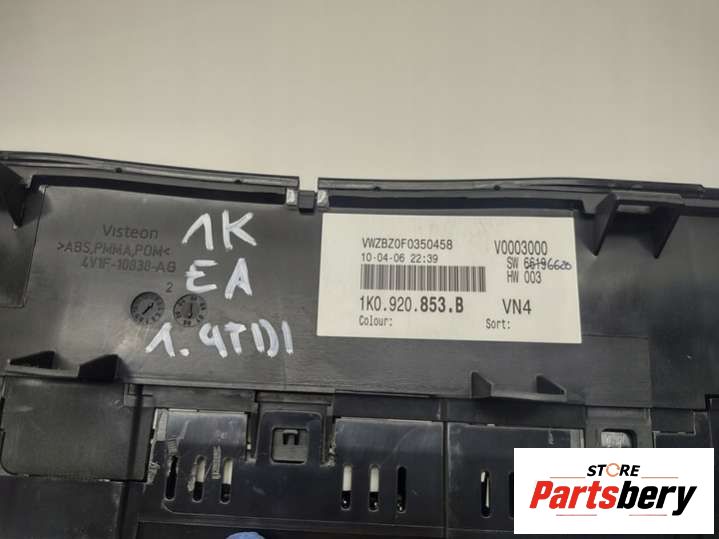 Visteon
>ABS,PMMA,POM<
4V1F-10838-AG
2
1K
EA
1.9TDI
VWZBZ0F0350458
V0003000
10-04-06 22:39
SW
HW 003
1K0.920.853.B
VN4
Colour:
Sort:
STORE
Partsbery